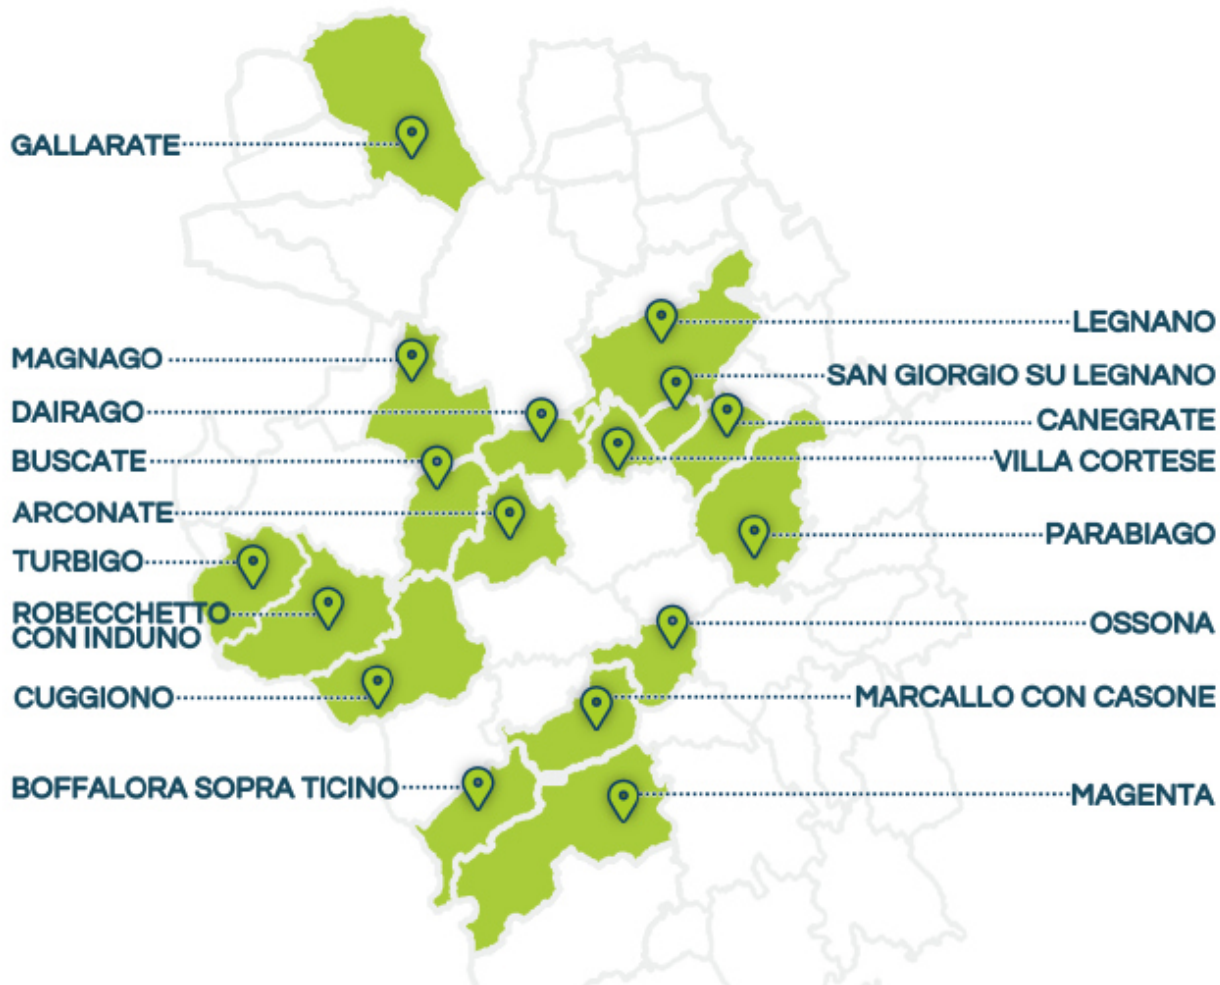 GALLARATE
MAGNAGO
DAIRAGO
BUSCATE
ARCONATE
TURBIGO
ROBECCHETTO
CON INDUNO
CUGGIONO
BOFFALORA SOPRA TICINO
LEGNANO
SAN GIORGIO SU LEGNANO
CANEGRATE
VILLA CORTESE
PARABIAGO
OSSONA
MARCALLO CON CASONE
MAGENTA